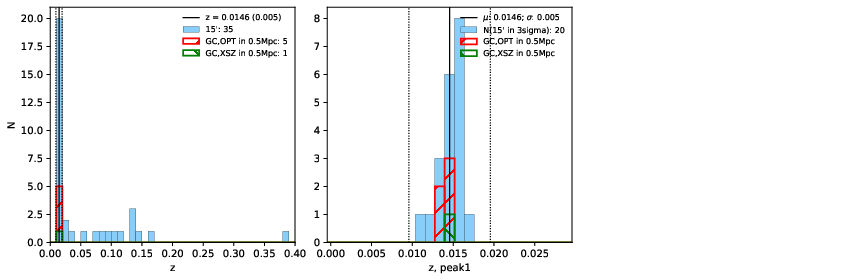 z = 0.0146 (0.005)
15': 35
GC,OPT in 0.5Mpc: 5
GC,XSZ in 0.5Mpc: 1
20.0
17.5
15.0
12.5
10.0
7.5
5.0
2.5
0.0
N
0.00 0.05 0.10 0.15 0.20 0.25 0.30 0.35 0.40
z
μ: 0.0146; σ: 0.005
N(15' in 3sigma): 20
GC,OPT in 0.5Mpc
GC,XSZ in 0.5Mpc
8
7
6
5
4
3
2
1
0
0.000 0.005 0.010 0.015 0.020 0.025
z, peak1